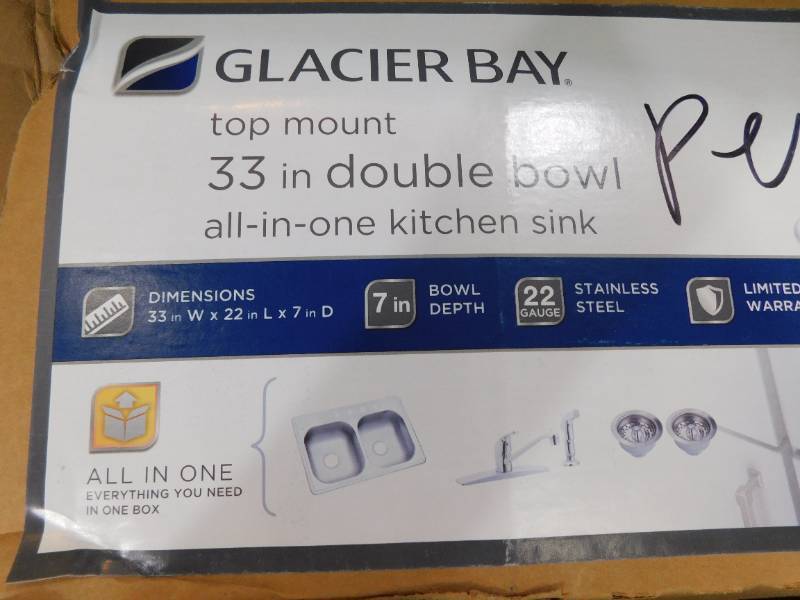 GLACIER BAY®
top mount
33 in double bowl
all-in-one kitchen sink
DIMENSIONS
33 in W x 22 in L x 7 in D
7 in
BOWL
DEPTH
22
GAUGE
STAINLESS
STEEL
LIMITED
ALL IN ONE
EVERYTHING YOU NEED
IN ONE BOX